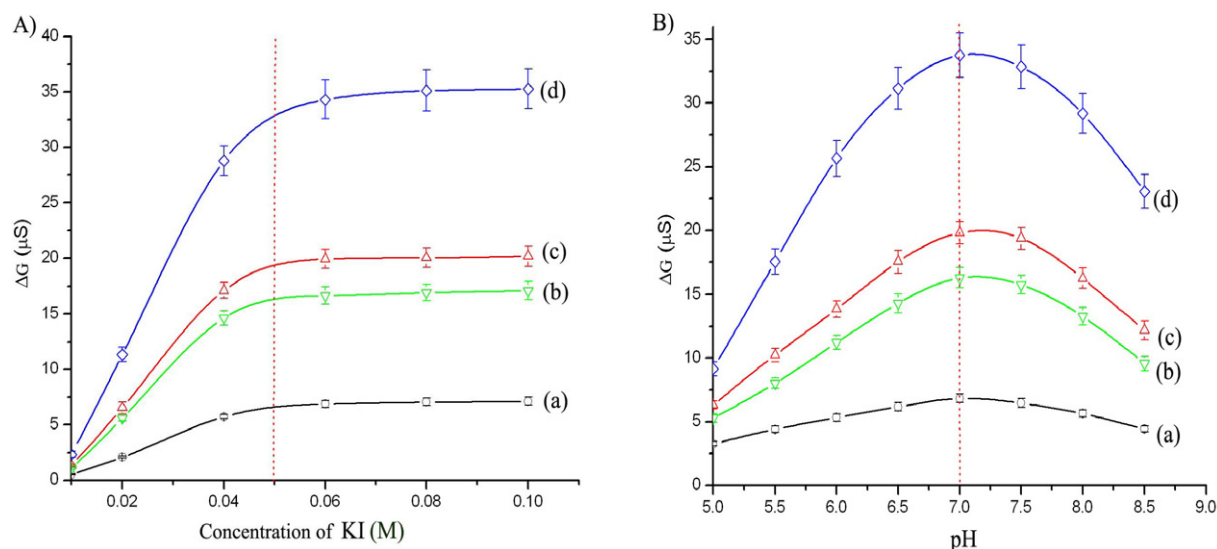 A)
40
35
30
25
20
15
10
5
0
ΔG (μS)
(d)
(c)
(b)
(a)
0.02 0.04 0.06 0.08 0.10
Concentration of KI (M)
B)
35
30
25
20
15
10
5
0
ΔG (μS)
(d)
(c)
(b)
(a)
5.0 5.5 6.0 6.5 7.0 7.5 8.0 8.5 9.0
pH